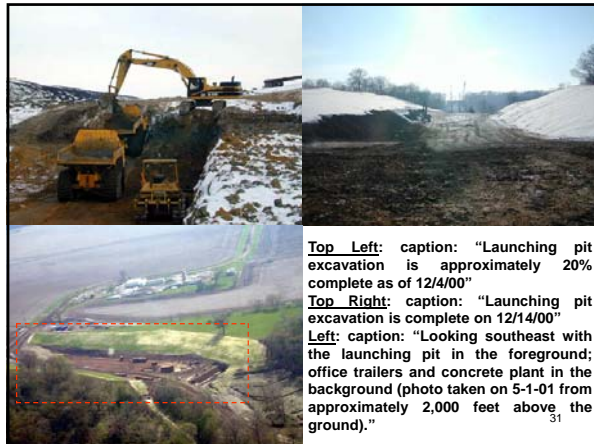 Top Left: caption: “Launching pit
excavation is approximately 20%
complete as of 12/4/00”
Top Right: caption: “Launching pit
excavation is complete on 12/14/00”
Left: caption: “Looking southeast with
the launching pit in the foreground;
office trailers and concrete plant in the
background (photo taken on 5-1-01 from
approximately 2,000 feet above the
ground).”
31